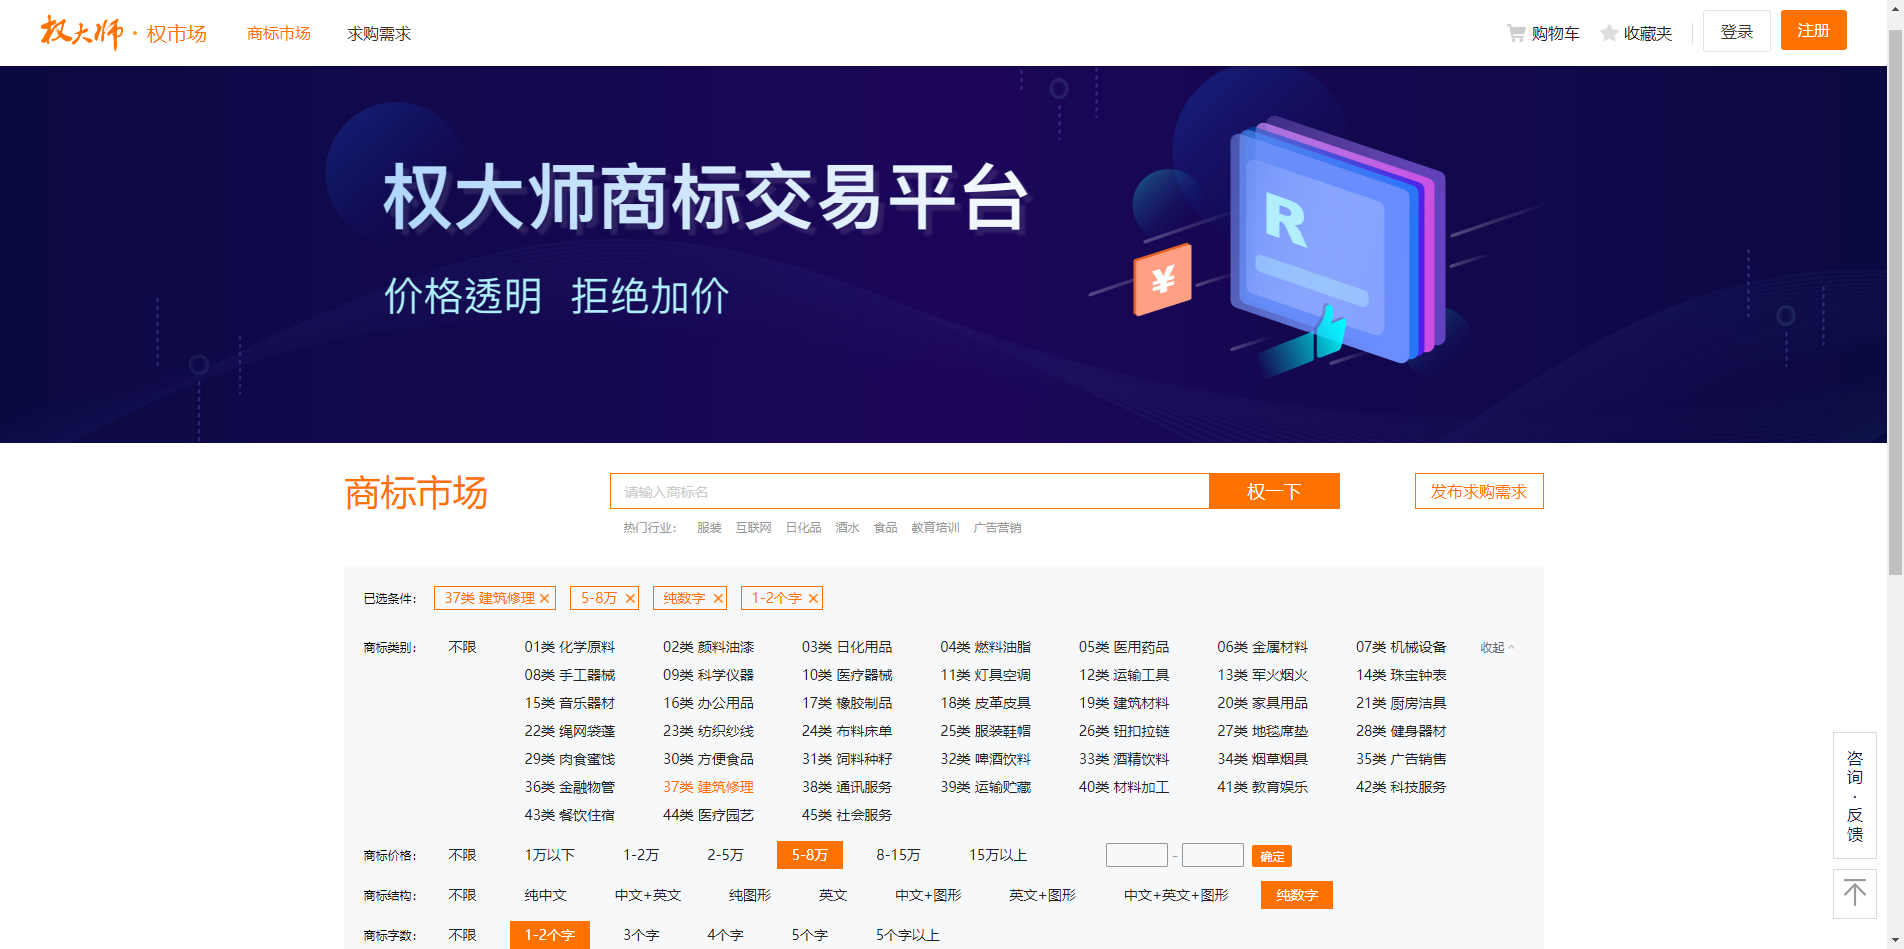 权大师·权市场 商标市场 求购需求 购物车 收藏夹 登录 注册
权大师商标交易平台
价格透明 拒绝加价
R
¥
商标市场 请输入商标名 权一下 发布求购需求
热门行业： 服装 互联网 日化品 酒水 食品 教育培训 广告营销
已选条件： 37类 建筑修理 × 5-8万 × 纯数字 × 1-2个字 ×
商标类别： 不限 01类 化学原料 02类 颜料油漆 03类 日化用品 04类 燃料油脂 05类 医用药品 06类 金属材料 07类 机械设备 收起
08类 手工器械 09类 科学仪器 10类 医疗器械 11类 灯具空调 12类 运输工具 13类 军火烟火 14类 珠宝钟表
15类 音乐器材 16类 办公用品 17类 橡胶制品 18类 皮革皮具 19类 建筑材料 20类 家具用品 21类 厨房洁具
22类 绳网袋蓬 23类 纺织纱线 24类 布料床单 25类 服装鞋帽 26类 钮扣拉链 27类 地毯席垫 28类 健身器材
29类 肉食蜜饯 30类 方便食品 31类 饲料种籽 32类 啤酒饮料 33类 酒精饮料 34类 烟草烟具 35类 广告销售
36类 金融物管 37类 建筑修理 38类 通讯服务 39类 运输贮藏 40类 材料加工 41类 教育娱乐 42类 科技服务
43类 餐饮住宿 44类 医疗园艺 45类 社会服务
商标价格： 不限 1万以下 1-2万 2-5万 5-8万 8-15万 15万以上 - 确定
商标结构： 不限 纯中文 中文+英文 纯图形 英文 中文+图形 英文+图形 中文+英文+图形 纯数字
商标字数： 不限 1-2个字 3个字 4个字 5个字 5个字以上
咨询·反馈